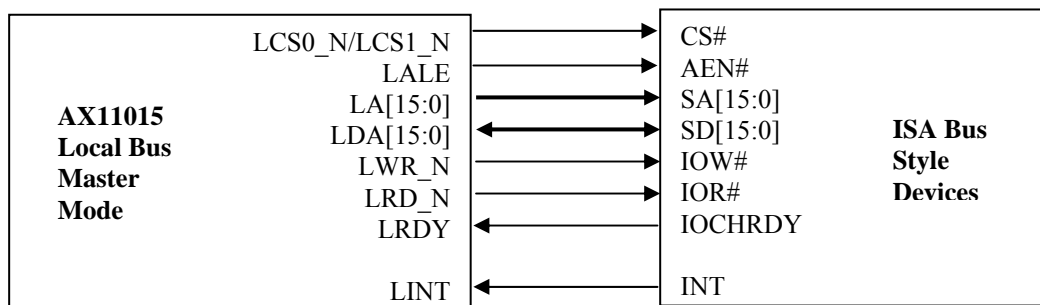 AX11015
Local Bus
Master
Mode
LCS0_N/LCS1_N
LALE
LA[15:0]
LDA[15:0]
LWR_N
LRD_N
LRDY
LINT
CS#
AEN#
SA[15:0]
SD[15:0]
IOW#
IOR#
IOCHRDY
INT
ISA Bus
Style
Devices